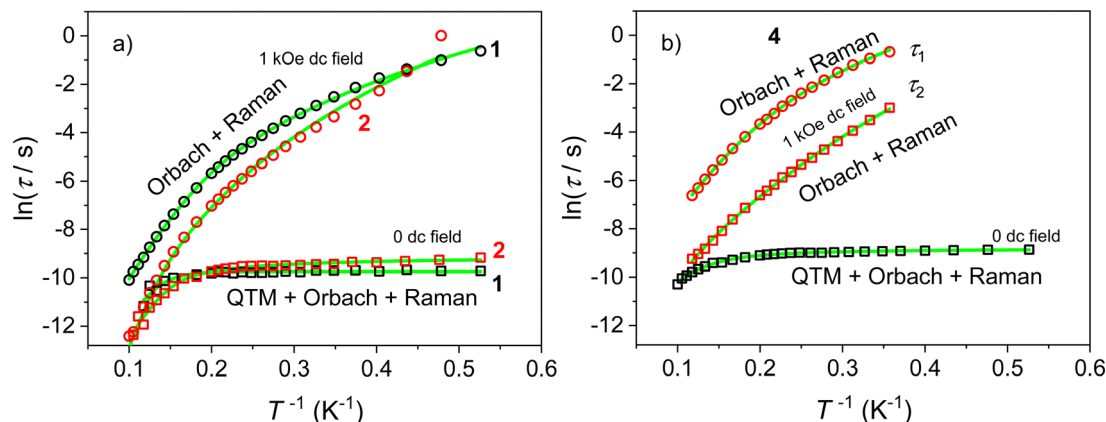 a)
1 kOe dc field
1
2
Orbach + Raman
2
0 dc field
2
1
QTM + Orbach + Raman
0
-2
-4
-6
-8
-10
-12
ln(τ / s)
0.1 0.2 0.3 0.4 0.5 0.6
T⁻¹ (K⁻¹)
b)
4
Orbach + Raman
τ₁
τ₂
1 kOe dc field
Orbach + Raman
0 dc field
QTM + Orbach + Raman
0
-2
-4
-6
-8
-10
-12
ln(τ / s)
0.1 0.2 0.3 0.4 0.5 0.6
T⁻¹ (K⁻¹)